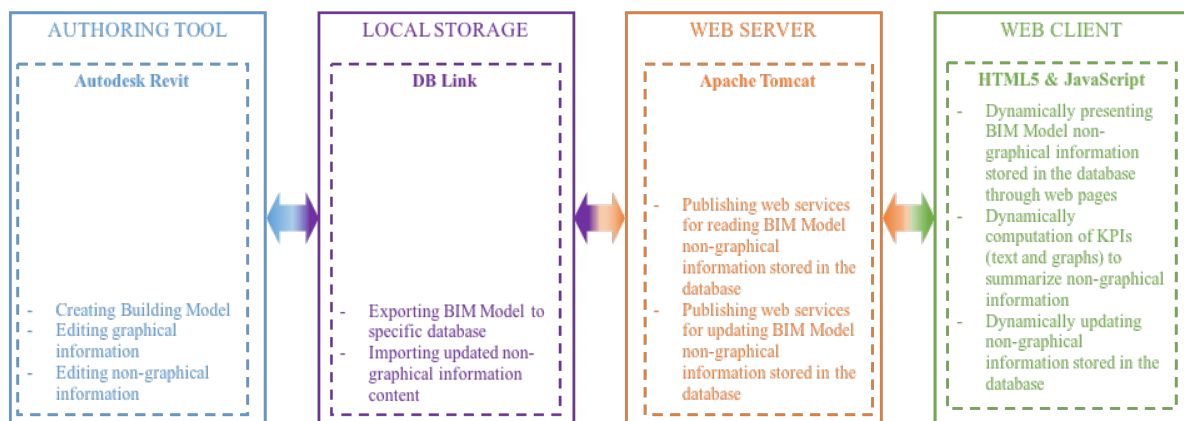 AUTHORING TOOL
Autodesk Revit
- Creating Building Model
- Editing graphical
information
- Editing non-graphical
information
LOCAL STORAGE
DB Link
- Exporting BIM Model to
specific database
- Importing updated non-
graphical information
content
WEB SERVER
Apache Tomcat
- Publishing web services
for reading BIM Model
non-graphical
information stored in the
database
- Publishing web services
for updating BIM Model
non-graphical
information stored in the
database
WEB CLIENT
HTML5 & JavaScript
- Dynamically presenting
BIM Model non-
graphical information
stored in the database
through web pages
- Dynamically
computation of KPIs
(text and graphs) to
summarize non-graphical
information
- Dynamically updating
non-graphical
information stored in the
database